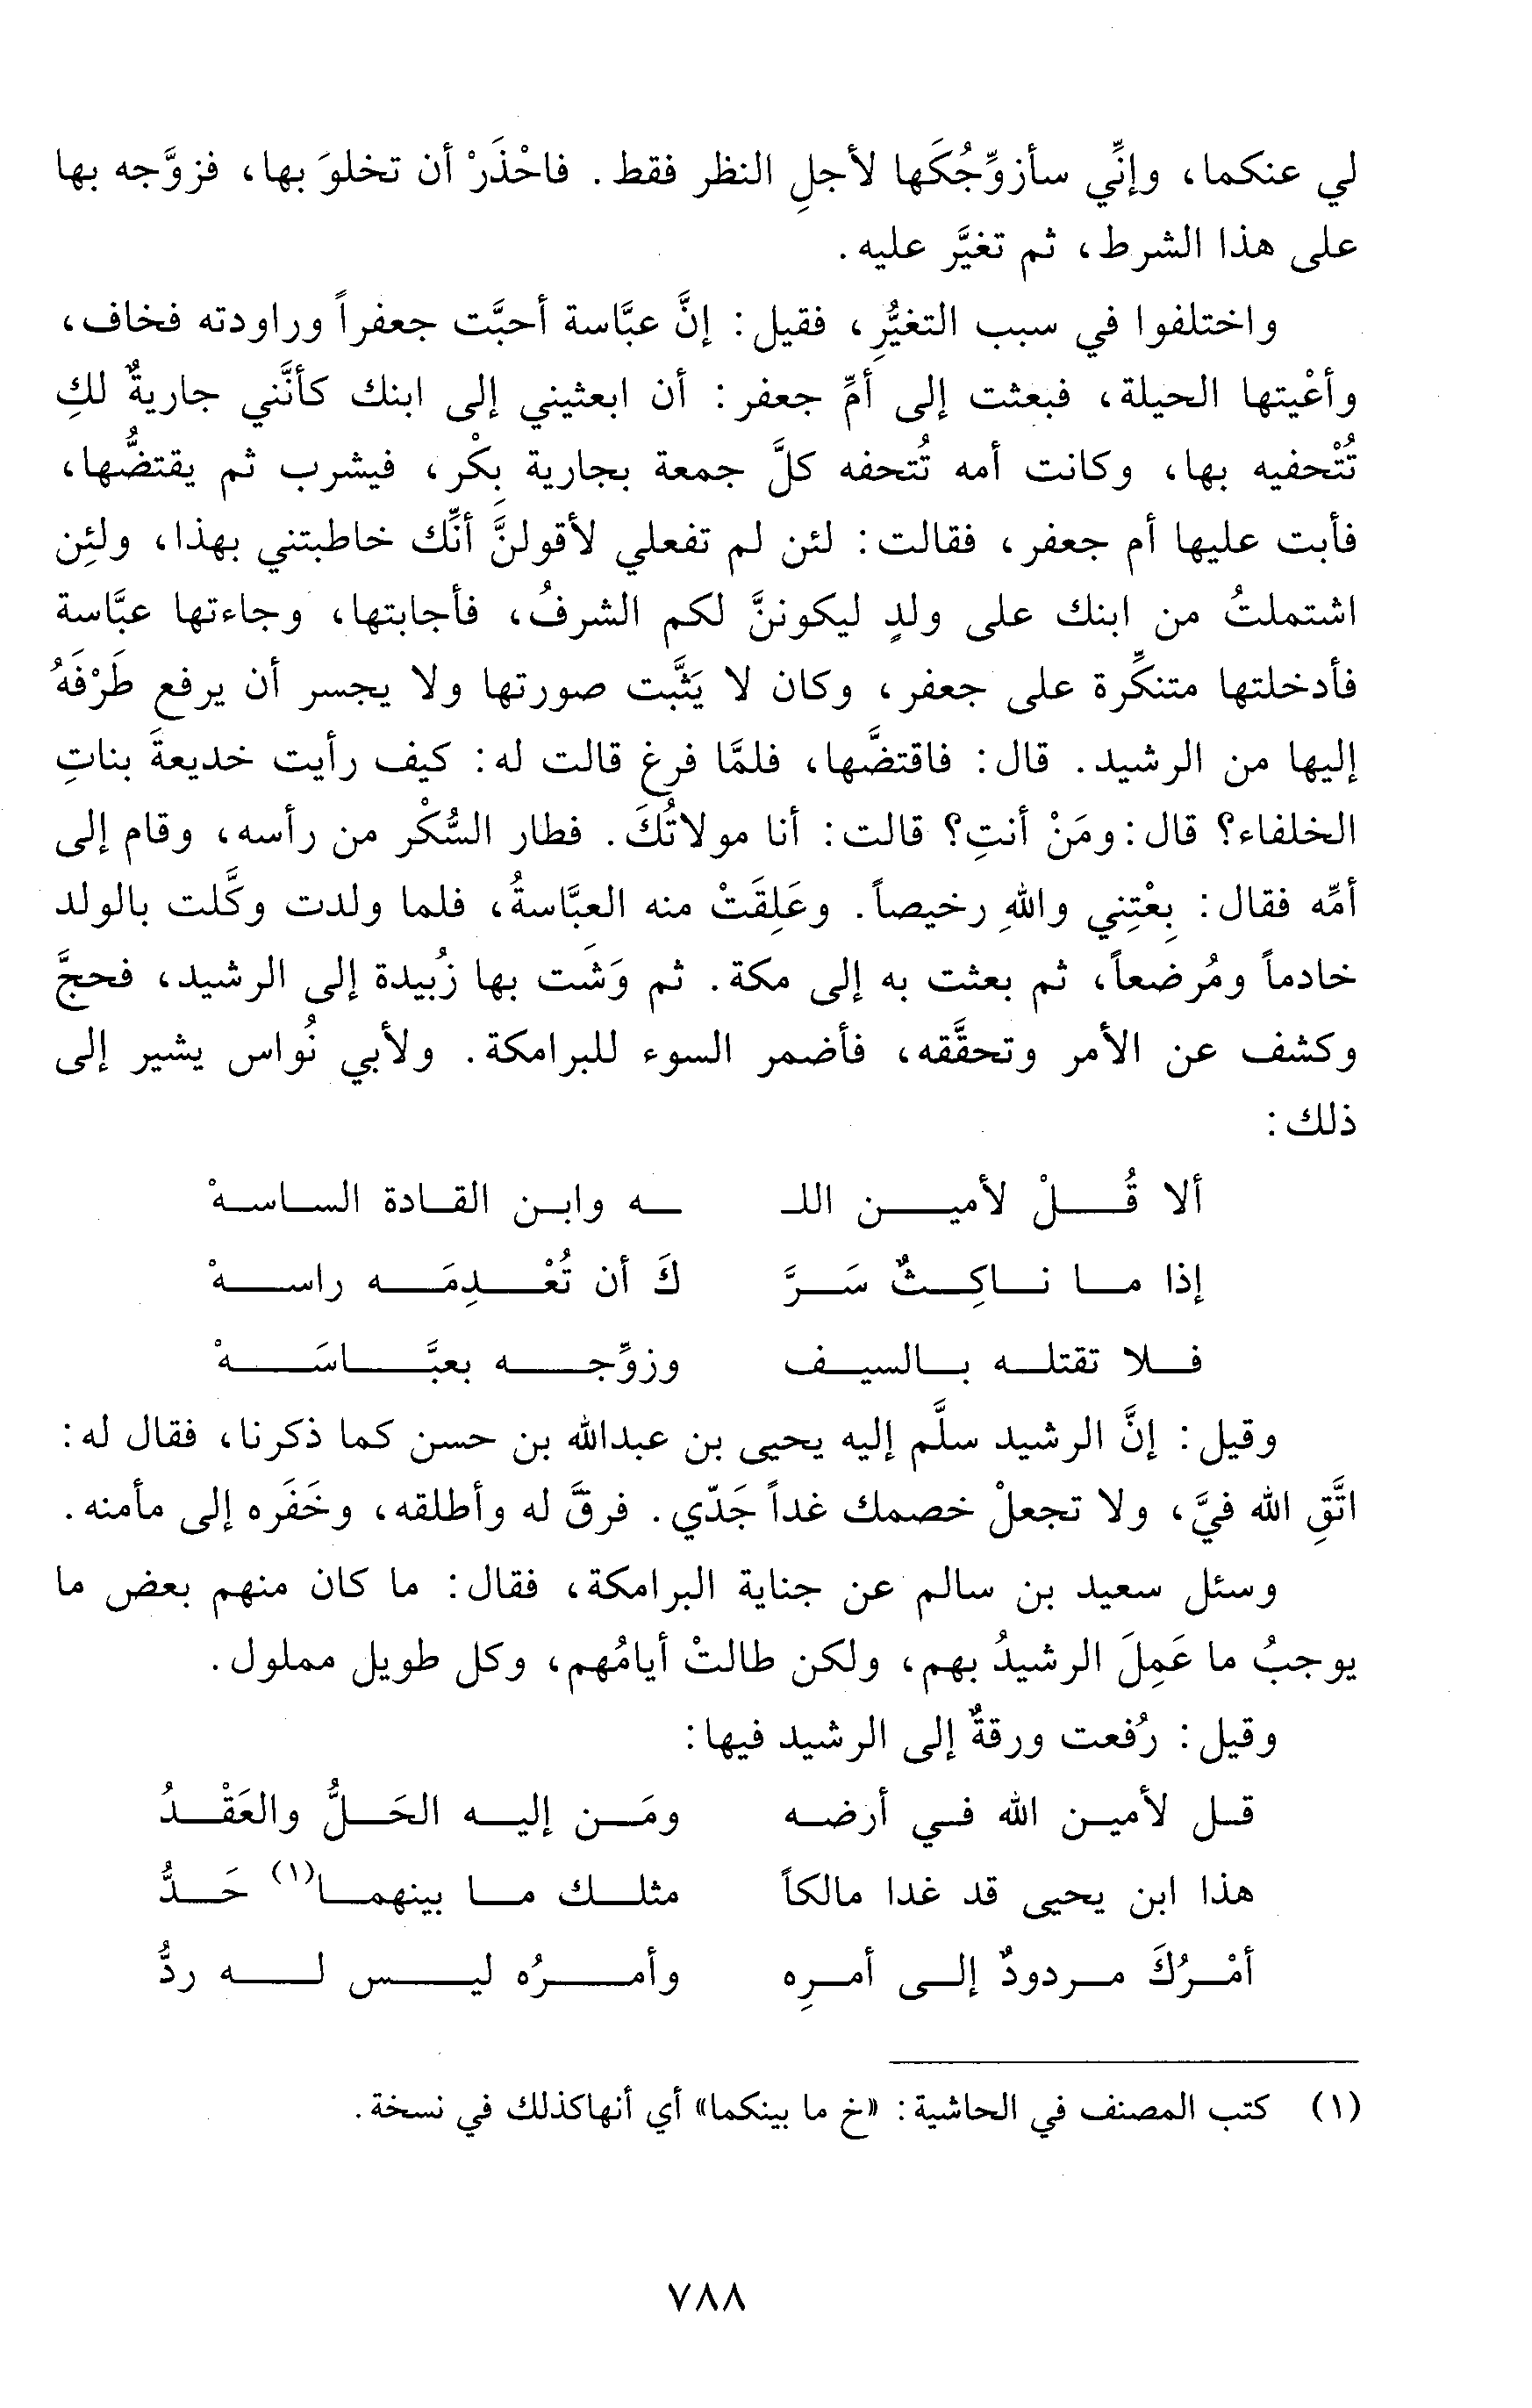 لي عنكما، وإنِّي سأزوِّجُكَها لأجلِ النظر فقط. فاحْذَرْ أن تخلوَ بها، فزوَّجه بها
على هذا الشرط، ثم تغيَّر عليه.
واختلفوا في سبب التغيُّرِ، فقيل: إنَّ عبَّاسة أحبَّت جعفراً وراودته فخاف،
وأعْيتها الحيلة، فبعثت إلى أمِّ جعفر: أن ابعثيني إلى ابنك كأنَّني جاريةٌ لكِ
تُتْحفيه بها، وكانت أمه تُتحفه كلَّ جمعة بجارية بِكْر، فيشرب ثم يقتضُّها،
فأبت عليها أم جعفر، فقالت: لئن لم تفعلي لأقولنَّ أنَّكِ خاطبتني بهذا، ولئِن
اشتملتُ من ابنك على ولدٍ ليكوننَّ لكم الشرفُ، فأجابتها، وجاءتها عبَّاسة
فأدخلتها متنكِّرة على جعفر، وكان لا يَثَّبت صورتها ولا يجسر أن يرفع طَرْفَهُ
إليها من الرشيد. قال: فاقتضَّها، فلمَّا فرغ قالت له: كيف رأيت خديعةَ بناتِ
الخلفاء؟ قال: ومَنْ أنتِ؟ قالت: أنا مولاتُكَ. فطار السُّكْر من رأسه، وقام إلى
أمِّه فقال: بِعْتِني واللهِ رخيصاً. وعَلِقَتْ منه العبَّاسةُ، فلما ولدت وكَّلت بالولد
خادماً ومُرضعاً، ثم بعثت به إلى مكة. ثم وَشَت بها زُبيدة إلى الرشيد، فحجَّ
وكشف عن الأمر وتحقَّقه، فأضمر السوء للبرامكة. ولأبي نُواس يشير إلى
ذلك:
ألا قُـــلْ لأميـــن اللـ ـــه وابـن القـادة السـاسـهْ
إذا مـا نـاكِـثٌ سَـرَّ كَ أن تُعْـدِمَـه راسـهْ
فـلا تقتلـه بـالسيـف وزوِّجـه بعبَّـاسَـهْ
وقيل: إنَّ الرشيد سلَّم إليه يحيى بن عبدالله بن حسن كما ذكرنا، فقال له:
اتَّقِ الله فيَّ، ولا تجعلْ خصمك غداً جَدّي. فرقَّ له وأطلقه، وخَفَره إلى مأمنه.
وسئل سعيد بن سالم عن جناية البرامكة، فقال: ما كان منهم بعض ما
يوجبُ ما عَمِلَ الرشيدُ بهم، ولكن طالتْ أيامُهم، وكل طويل مملول.
وقيل: رُفعت ورقةٌ إلى الرشيد فيها:
قـل لأميـن الله فـي أرضـه ومَـن إليـه الحَـلُّ والعَقْـدُ
هذا ابن يحيى قد غدا مالكاً مثلـك مـا بينهمـا(١) حَـدُّ
أمْـرُكَ مـردودٌ إلـى أمـرِه وأمـرُه ليـس لـه ردُّ
(١) كتب المصنف في الحاشية: «خ ما بينكما» أي أنهاكذلك في نسخة.
٧٨٨